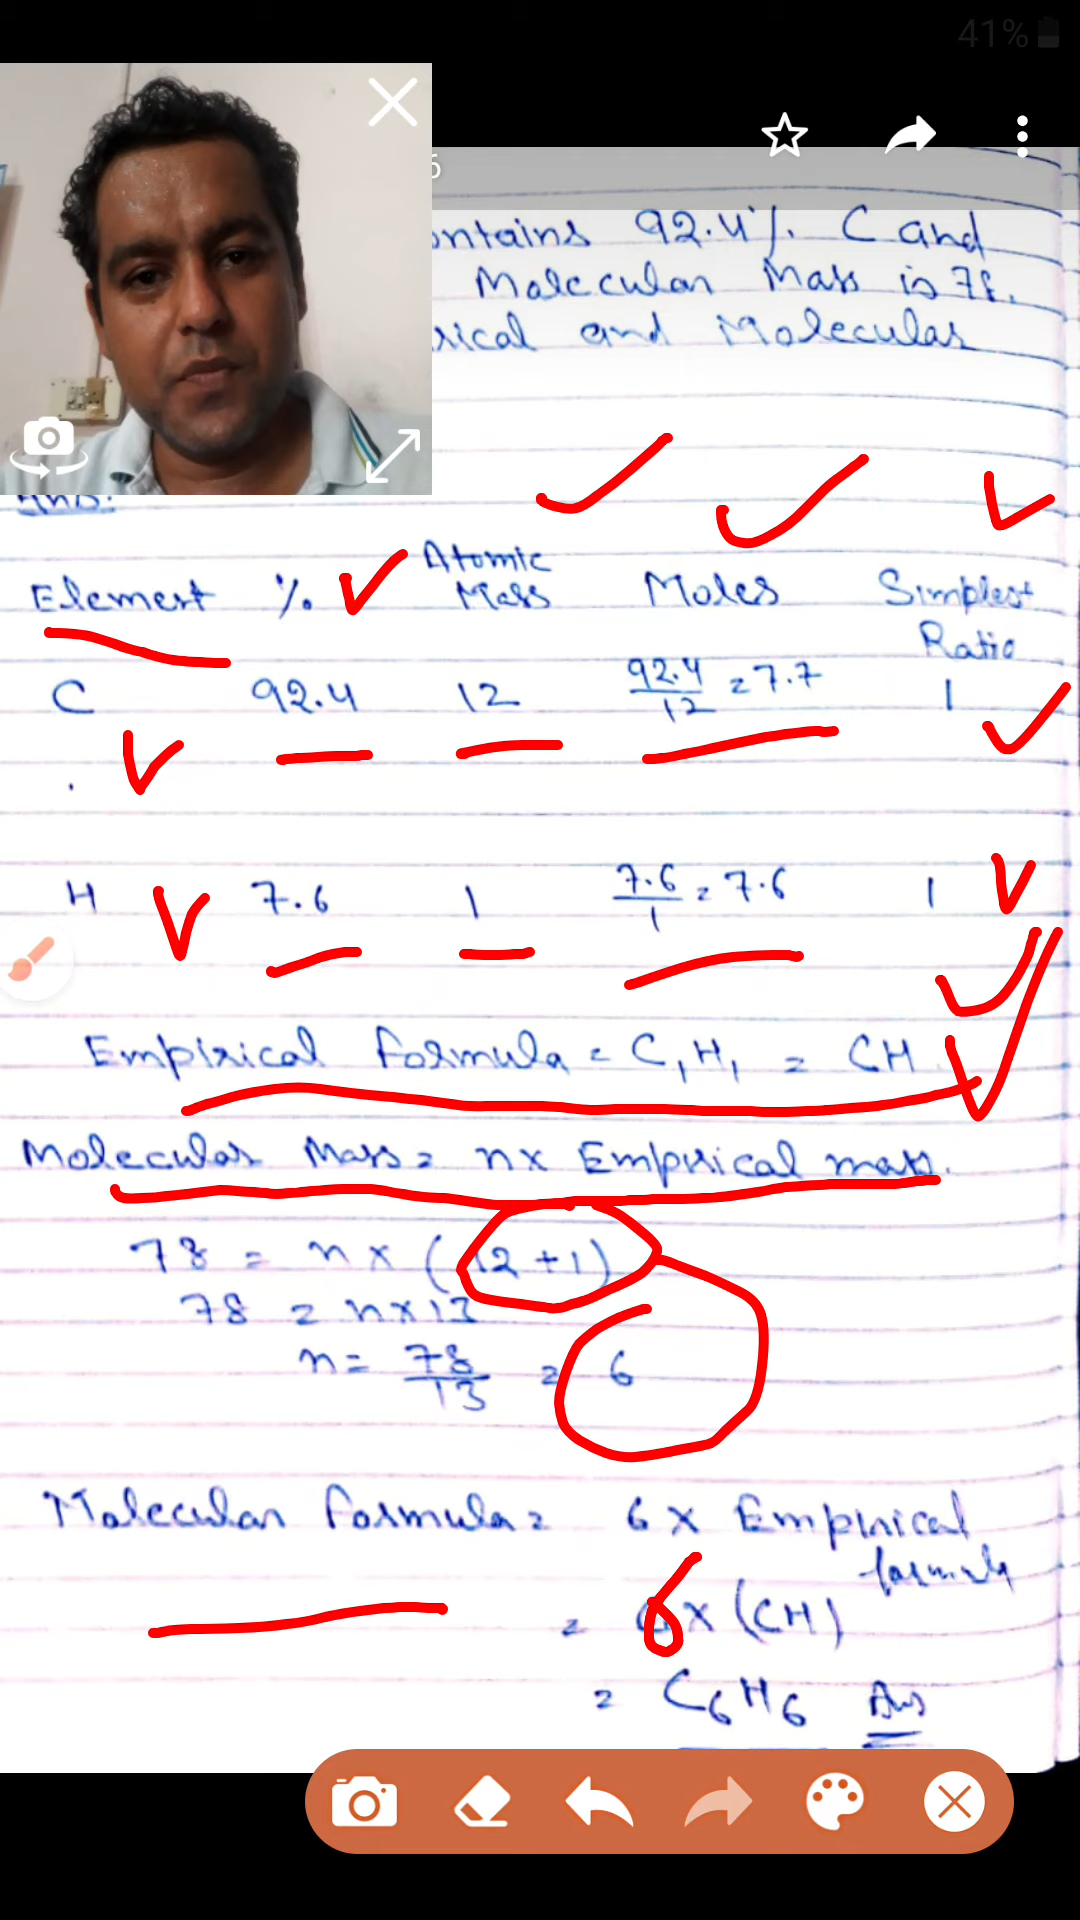 41%
6
ontains 92.4%. C and
Molecular Mass is 78.
rical and Molecular
Ans:
Element % Atomic Mass Moles Simplest Ratio
C 92.4 12 92.4/12 = 7.7 1
H 7.6 1 7.6/1 = 7.6 1
Empirical formula = C1H1 = CH
Molecular Mass = n x Empirical mass.
78 = n x (12+1)
78 = n x 13
n = 78/13 = 6
Molecular formula = 6 x Empirical formula
= 6 x (CH)
= C6H6 Ans